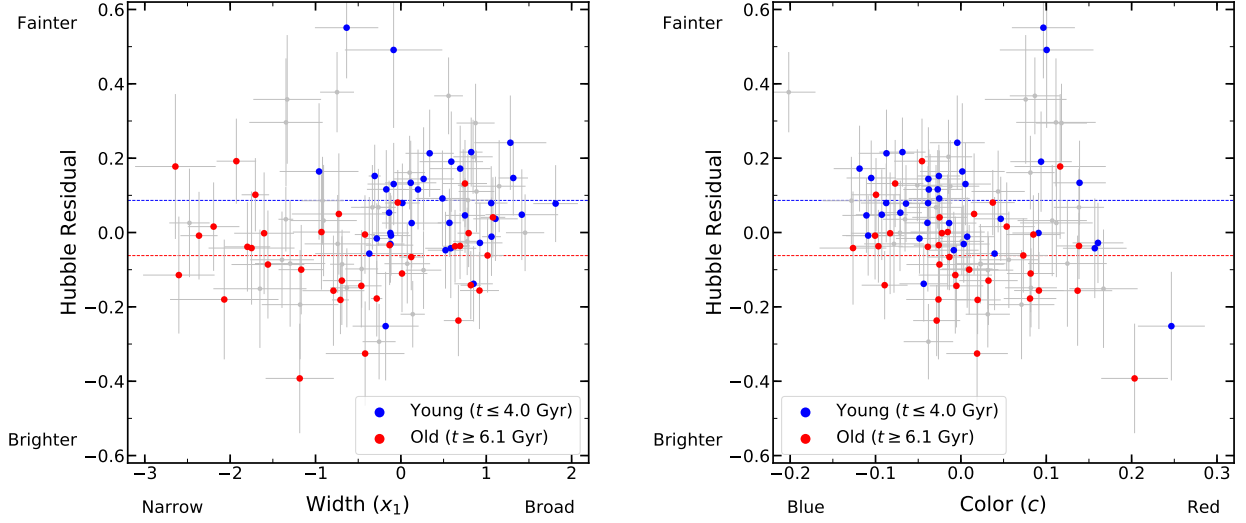 Fainter
0.6
0.4
0.2
0.0
−0.2
−0.4
−0.6
Brighter
Hubble Residual
Young (t ≤ 4.0 Gyr)
Old (t ≥ 6.1 Gyr)
−3 −2 −1 0 1 2
Narrow Width (x₁) Broad
Fainter
0.6
0.4
0.2
0.0
−0.2
−0.4
−0.6
Brighter
Hubble Residual
Young (t ≤ 4.0 Gyr)
Old (t ≥ 6.1 Gyr)
−0.2 −0.1 0.0 0.1 0.2 0.3
Blue Color (c) Red